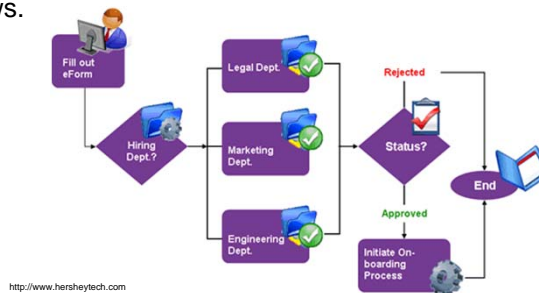 ws.
Fill out
eForm
Hiring
Dept.?
Legal Dept.
Marketing
Dept.
Engineering
Dept.
Rejected
Status?
Approved
Initiate On-
boarding
Process
End
http://www.hersheytech.com